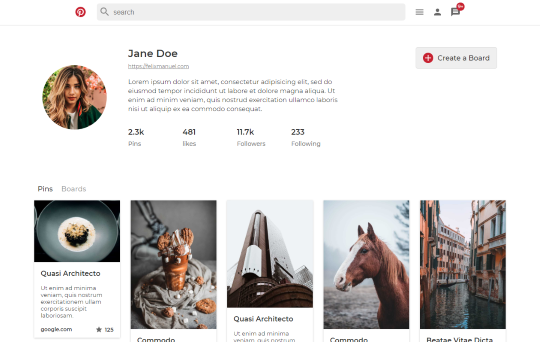 search
9+
Jane Doe
https://felixmanuel.com
Create a Board
Lorem ipsum dolor sit amet, consectetur adipisicing elit, sed do
eiusmod tempor incididunt ut labore et dolore magna aliqua. Ut
enim ad minim veniam, quis nostrud exercitation ullamco laboris
nisi ut aliquip ex ea commodo consequat.
2.3k 481 11.7k 233
Pins likes Followers Following
Pins Boards
Quasi Architecto
Ut enim ad minima
veniam, quis nostrum
exercitationem ullam
corporis suscipit
laboriosam.
google.com 125
Commodo
Quasi Architecto
Ut enim ad minima
veniam, quis nostrum
Commodo
Beatae Vitae Dicta